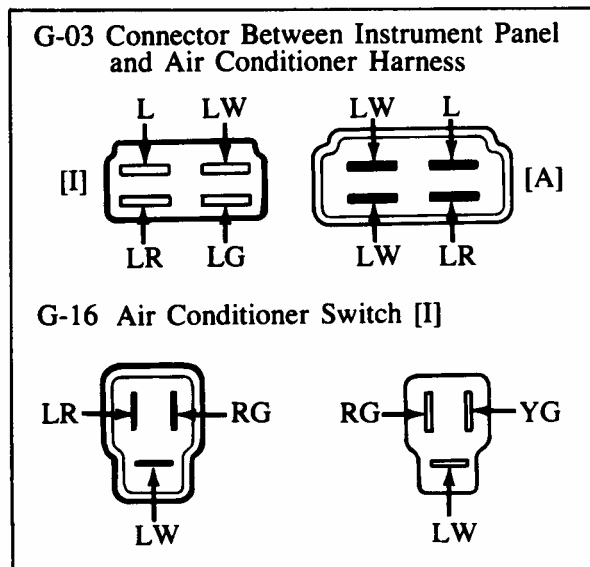 G-03 Connector Between Instrument Panel
and Air Conditioner Harness
L LW LW L
[I] [A]
LR LG LW LR
G-16 Air Conditioner Switch [I]
LR RG RG YG
LW LW